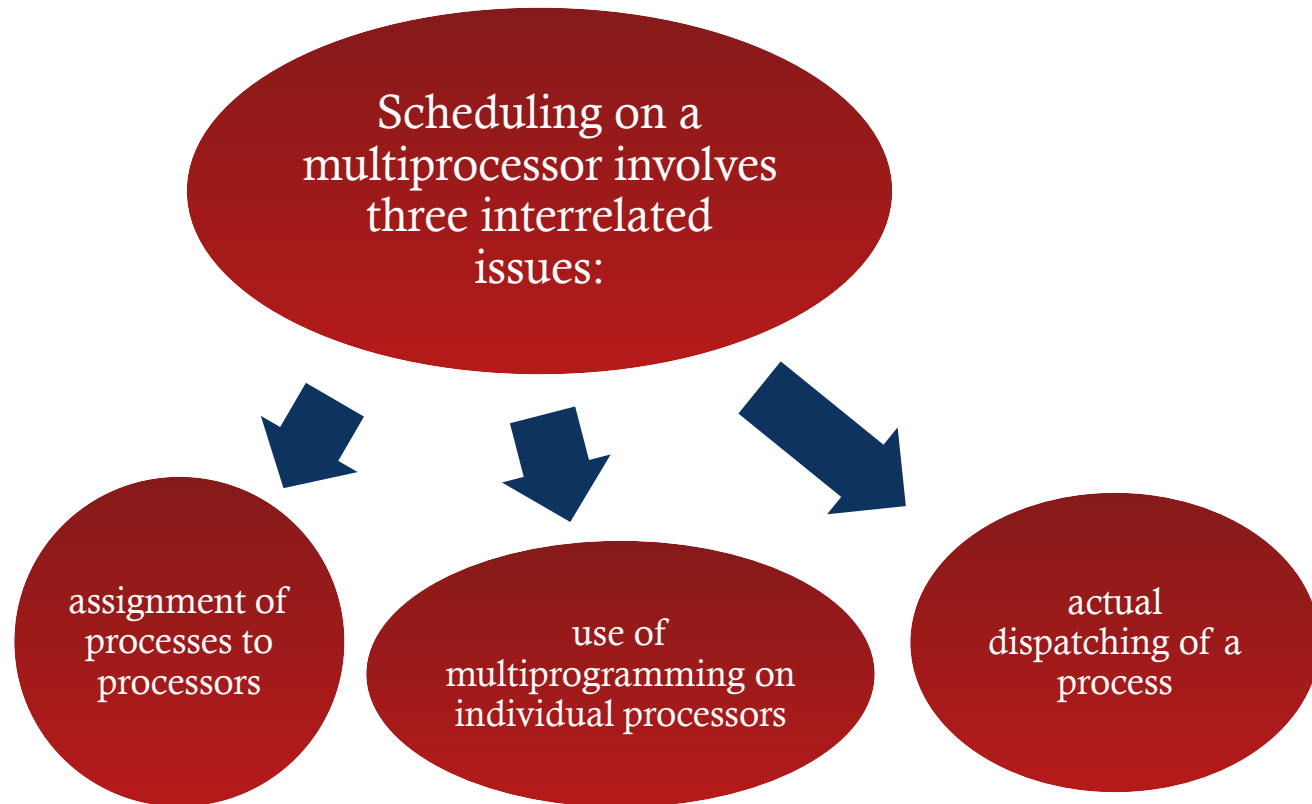 Scheduling on a
multiprocessor involves
three interrelated
issues:
assignment of
processes to
processors
use of
multiprogramming on
individual processors
actual
dispatching of a
process